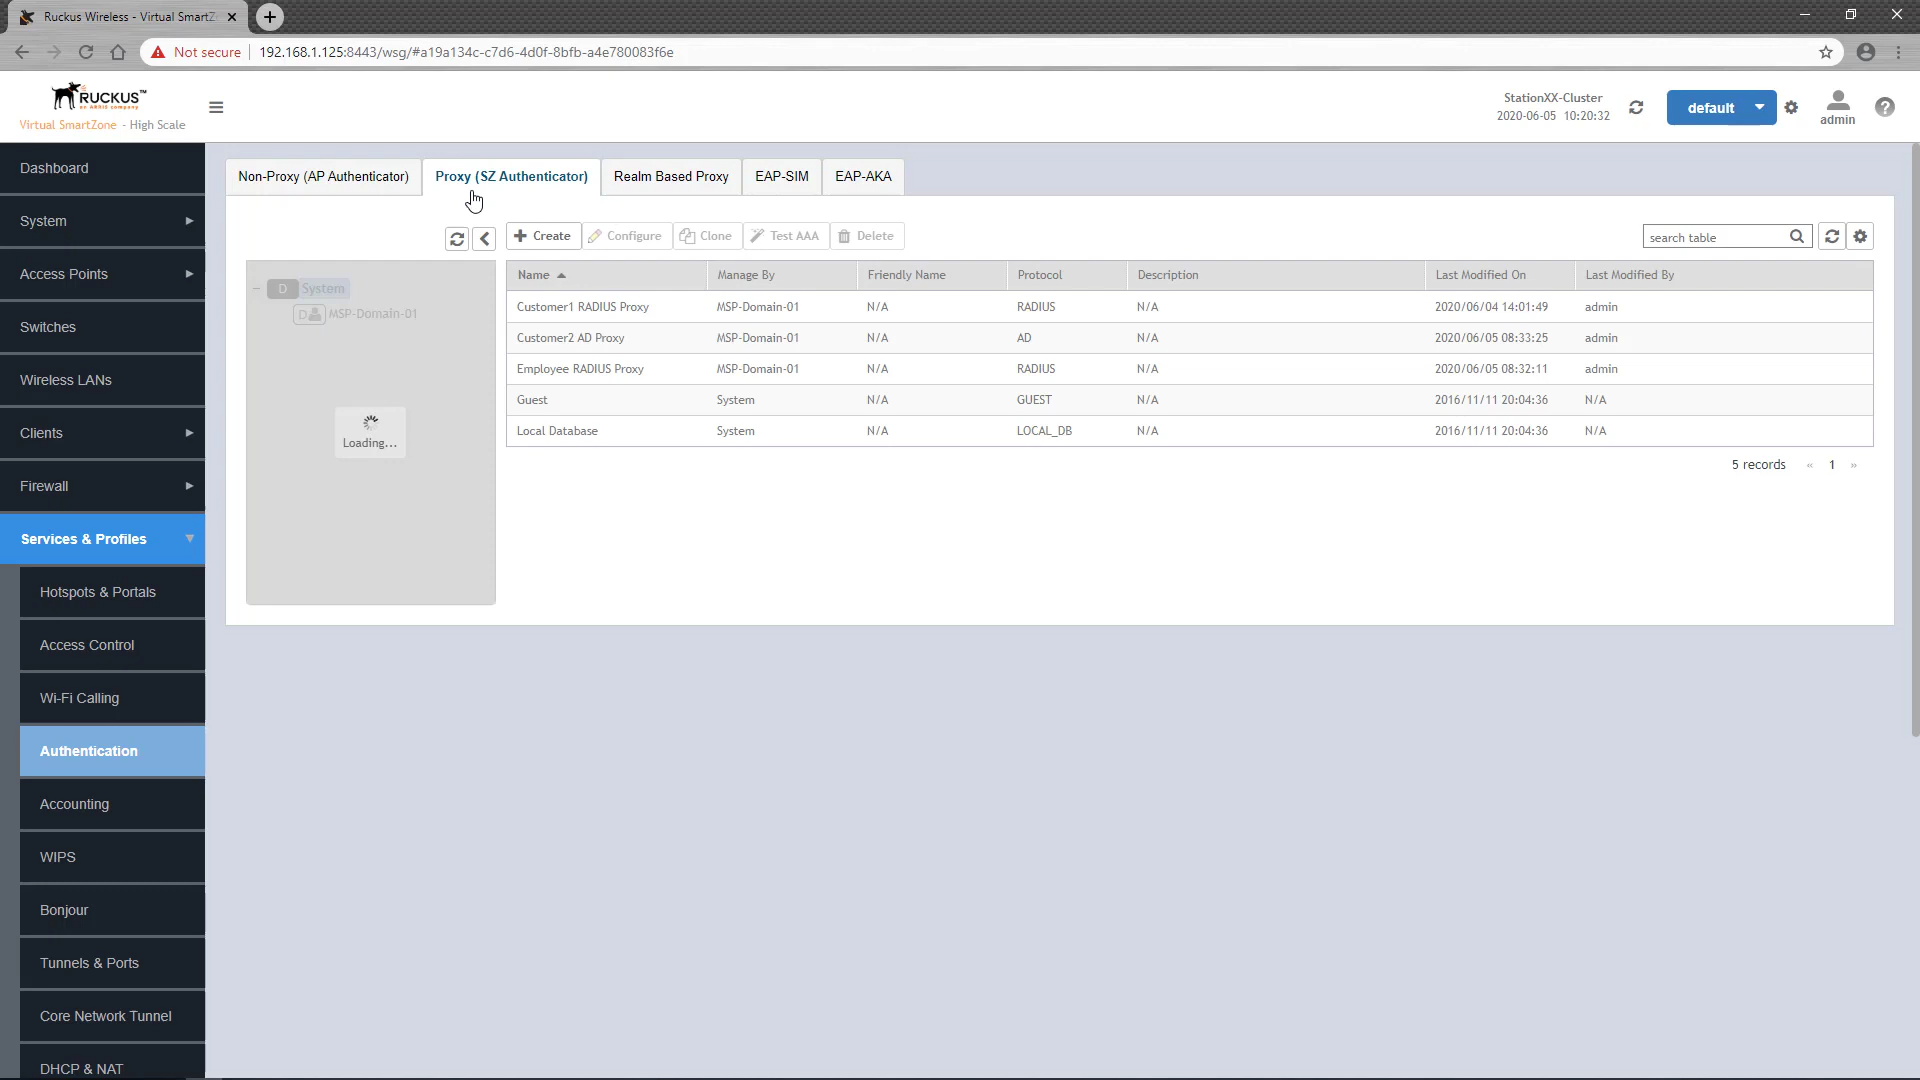 Ruckus Wireless - Virtual SmartZ
Not secure
192.168.1.125:8443/wsg/#a19a134c-c7d6-4d0f-8bfb-a4e780083f6e
RUCKUS™
an ARRIS company
Virtual SmartZone - High Scale
StationXX-Cluster
2020-06-05 10:20:32
default
admin
Dashboard
System
Access Points
Switches
Wireless LANs
Clients
Firewall
Services & Profiles
Hotspots & Portals
Access Control
Wi-Fi Calling
Authentication
Accounting
WIPS
Bonjour
Tunnels & Ports
Core Network Tunnel
DHCP & NAT
Non-Proxy (AP Authenticator) Proxy (SZ Authenticator) Realm Based Proxy EAP-SIM EAP-AKA
Create Configure Clone Test AAA Delete
search table
D System
D MSP-Domain-01
Loading...
Name Manage By Friendly Name Protocol Description Last Modified On Last Modified By
Customer1 RADIUS Proxy MSP-Domain-01 N/A RADIUS N/A 2020/06/04 14:01:49 admin
Customer2 AD Proxy MSP-Domain-01 N/A AD N/A 2020/06/05 08:33:25 admin
Employee RADIUS Proxy MSP-Domain-01 N/A RADIUS N/A 2020/06/05 08:32:11 admin
Guest System N/A GUEST N/A 2016/11/11 20:04:36 N/A
Local Database System N/A LOCAL_DB N/A 2016/11/11 20:04:36 N/A
5 records « 1 »